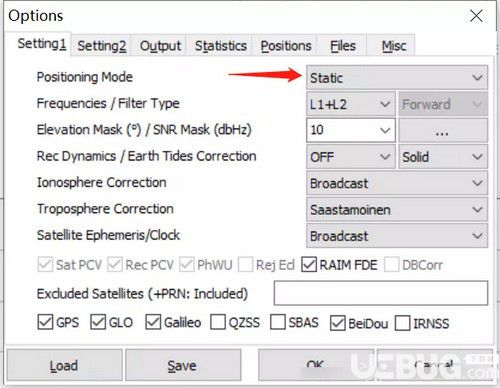 Options
Setting1 Setting2 Output Statistics Positions Files Misc
Positioning Mode Static
Frequencies / Filter Type L1+L2 Forward
Elevation Mask (°) / SNR Mask (dbHz) 10 ...
Rec Dynamics / Earth Tides Correction OFF Solid
Ionosphere Correction Broadcast
Troposphere Correction Saastamoinen
Satellite Ephemeris/Clock Broadcast
Sat PCV Rec PCV PhWU Rej Ecl RAIM FDE DBCorr
Excluded Satellites (+PRN: Included)
GPS GLO Galileo QZSS SBAS BeiDou IRNSS
Load Save OK Cancel
UEBUG.com